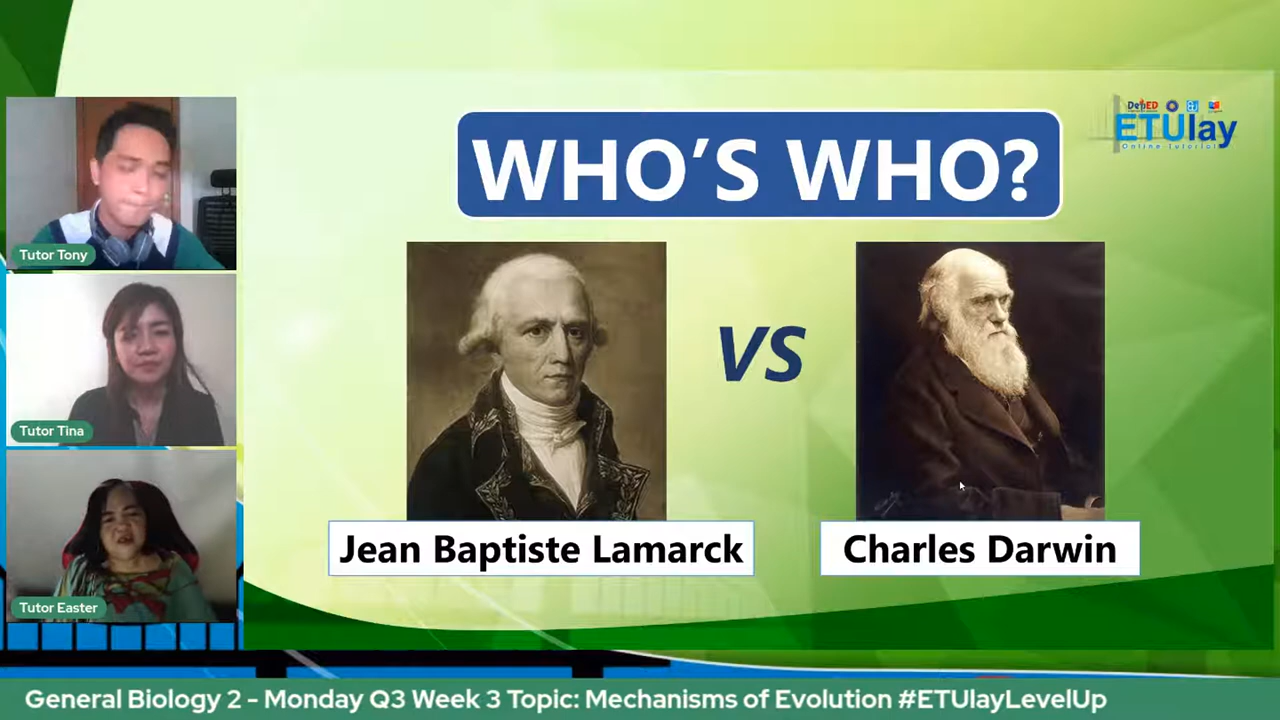 WHO'S WHO?
DepED
ETUlay
Online Tutorial
Tutor Tony
VS
Tutor Tina
Jean Baptiste Lamarck
Charles Darwin
Tutor Easter
General Biology 2 - Monday Q3 Week 3 Topic: Mechanisms of Evolution #ETUlayLevelUp